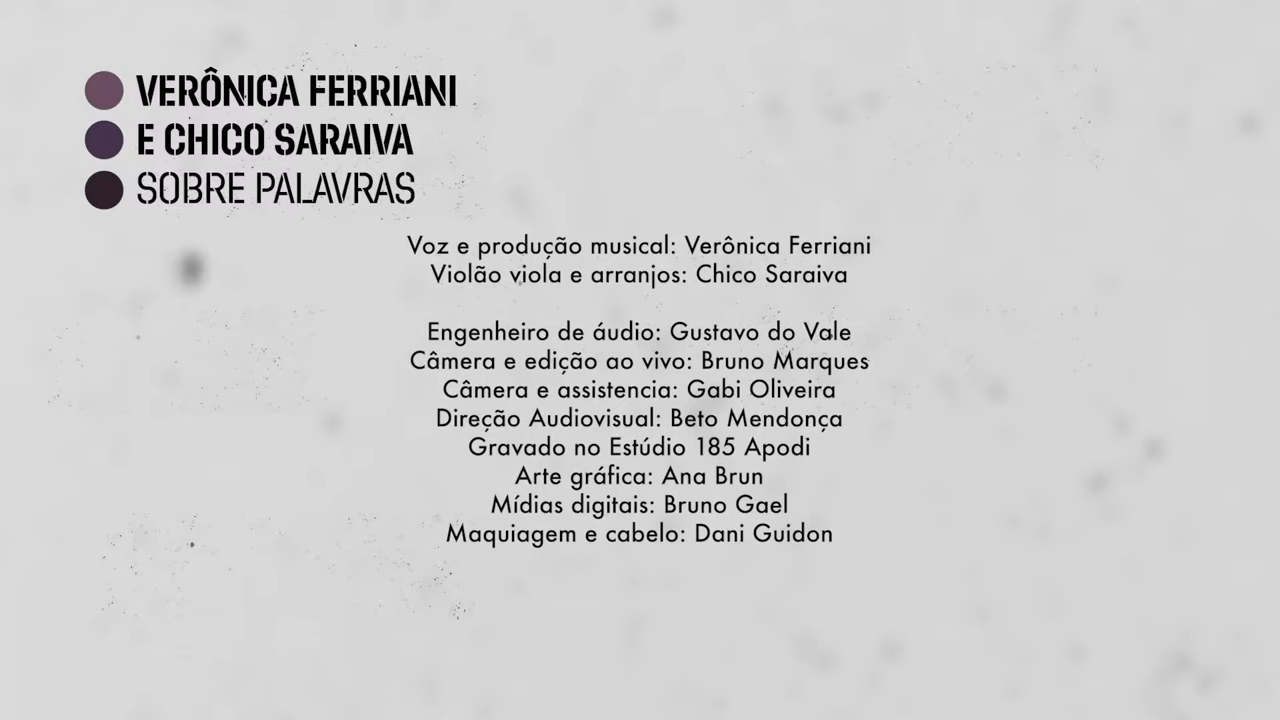 VERÔNICA FERRIANI
E CHICO SARAIVA
SOBRE PALAVRAS
Voz e produção musical: Verônica Ferriani
Violão viola e arranjos: Chico Saraiva
Engenheiro de áudio: Gustavo do Vale
Câmera e edição ao vivo: Bruno Marques
Câmera e assistencia: Gabi Oliveira
Direção Audiovisual: Beto Mendonça
Gravado no Estúdio 185 Apodi
Arte gráfica: Ana Brun
Mídias digitais: Bruno Gael
Maquiagem e cabelo: Dani Guidon